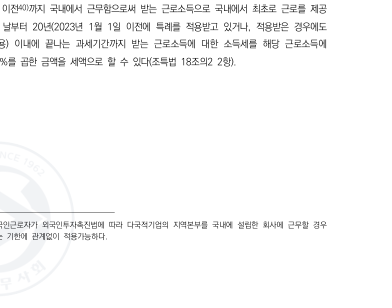 이전40)까지 국내에서 근무함으로써 받는 근로소득으로 국내에서 최초로 근로를 제공
날부터 20년(2023년 1월 1일 이전에 특례를 적용받고 있거나, 적용받은 경우에도
용) 이내에 끝나는 과세기간까지 받는 근로소득에 대한 소득세를 해당 근로소득에
%를 곱한 금액을 세액으로 할 수 있다(조특법 18조의2 2항).
국인근로자가 외국인투자촉진법에 따라 다국적기업의 지역본부를 국내에 설립한 회사에 근무할 경우
는 기한에 관계없이 적용가능하다.
SINCE 1962
무사회